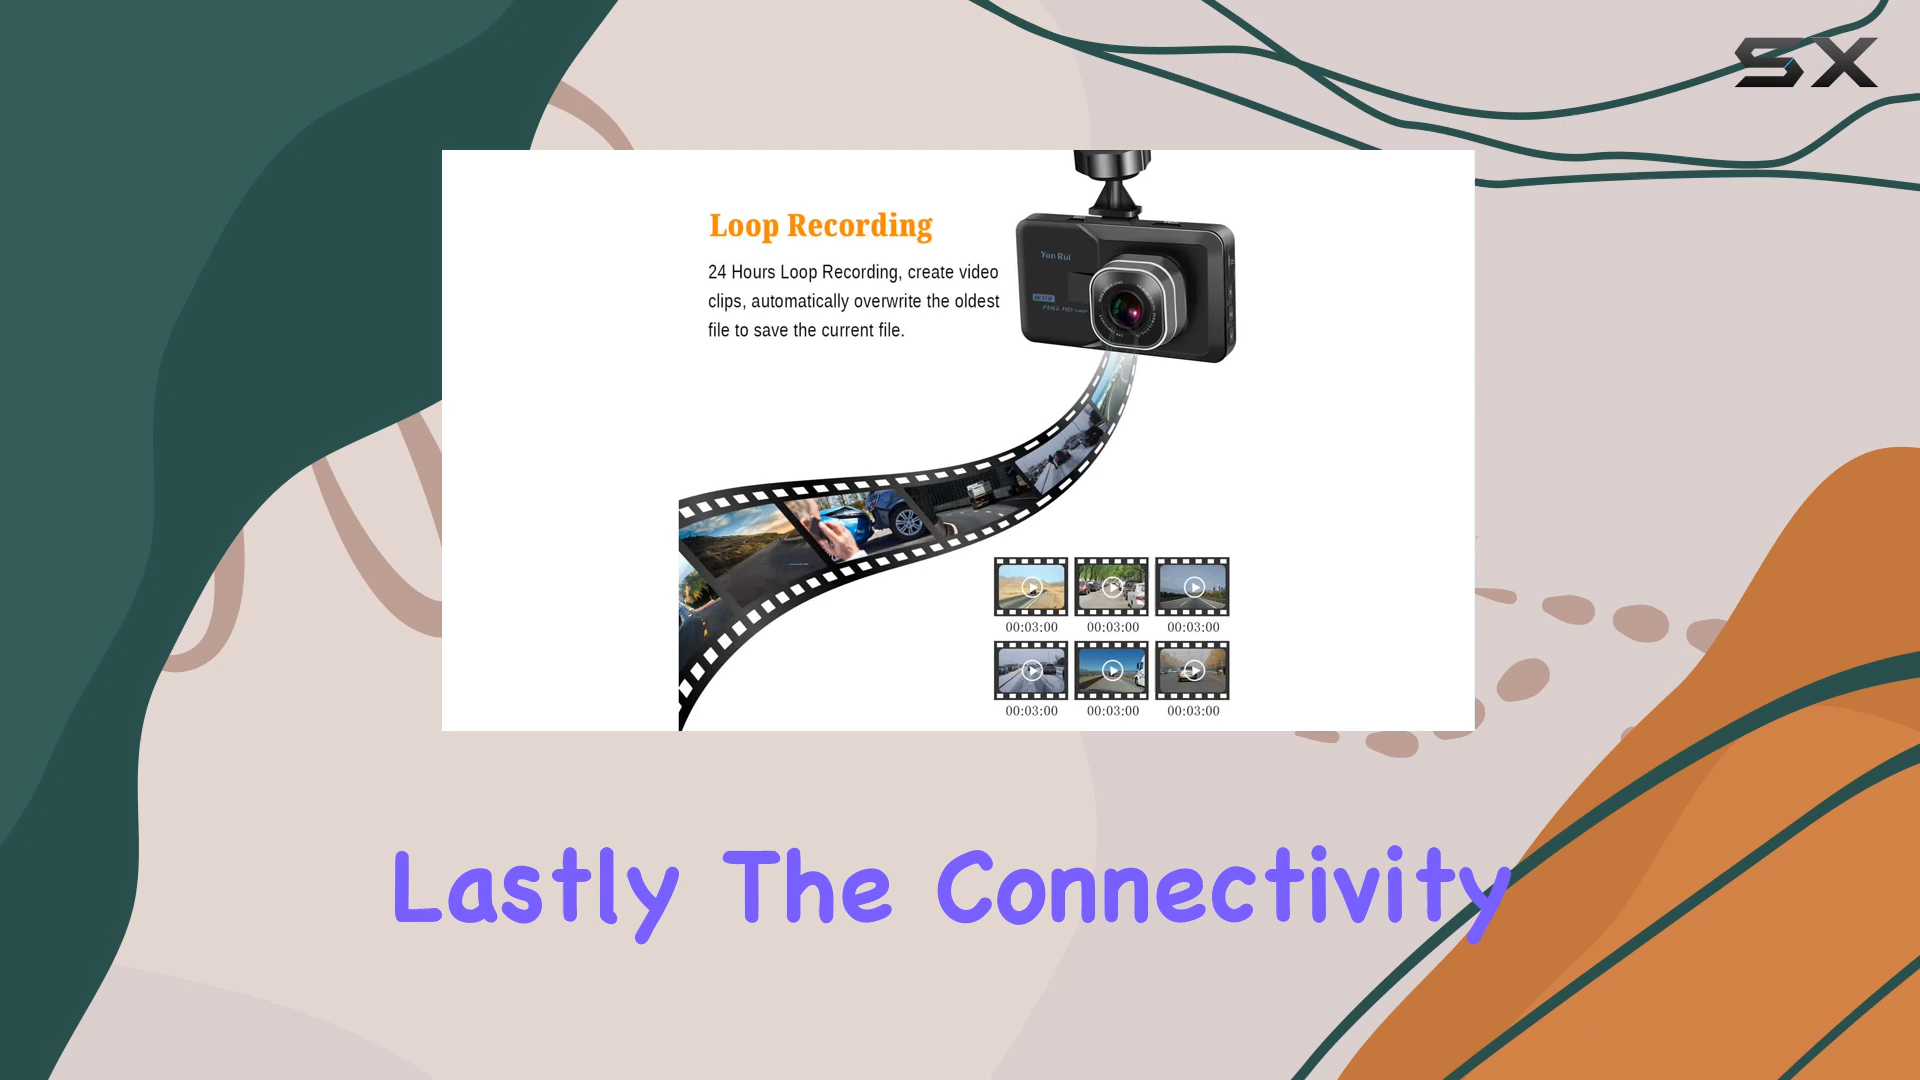 SX
Loop Recording
24 Hours Loop Recording, create video
clips, automatically overwrite the oldest
file to save the current file.
Yon Rui
WDR
FULL HD 1080P
00:03:00 00:03:00 00:03:00
00:03:00 00:03:00 00:03:00
Lastly The Connectivity